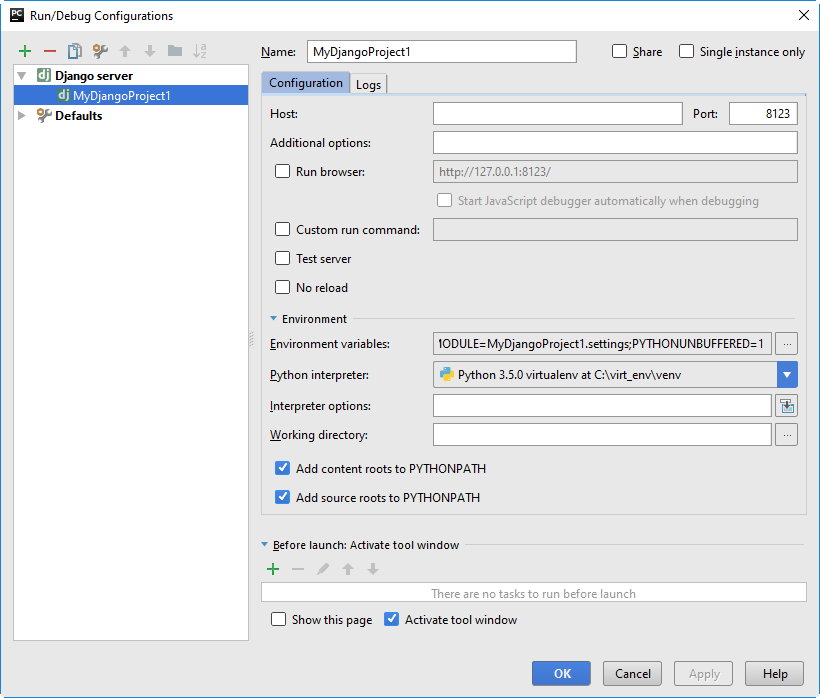 PC Run/Debug Configurations
Name: MyDjangoProject1 Share Single instance only
dj Django server
dj MyDjangoProject1
Defaults
Configuration Logs
Host: Port: 8123
Additional options:
Run browser: http://127.0.0.1:8123/
Start JavaScript debugger automatically when debugging
Custom run command:
Test server
No reload
Environment
Environment variables: MODULE=MyDjangoProject1.settings;PYTHONUNBUFFERED=1 ...
Python interpreter: Python 3.5.0 virtualenv at C:\virt_env\venv
Interpreter options:
Working directory: ...
Add content roots to PYTHONPATH
Add source roots to PYTHONPATH
Before launch: Activate tool window
There are no tasks to run before launch
Show this page Activate tool window
OK Cancel Apply Help